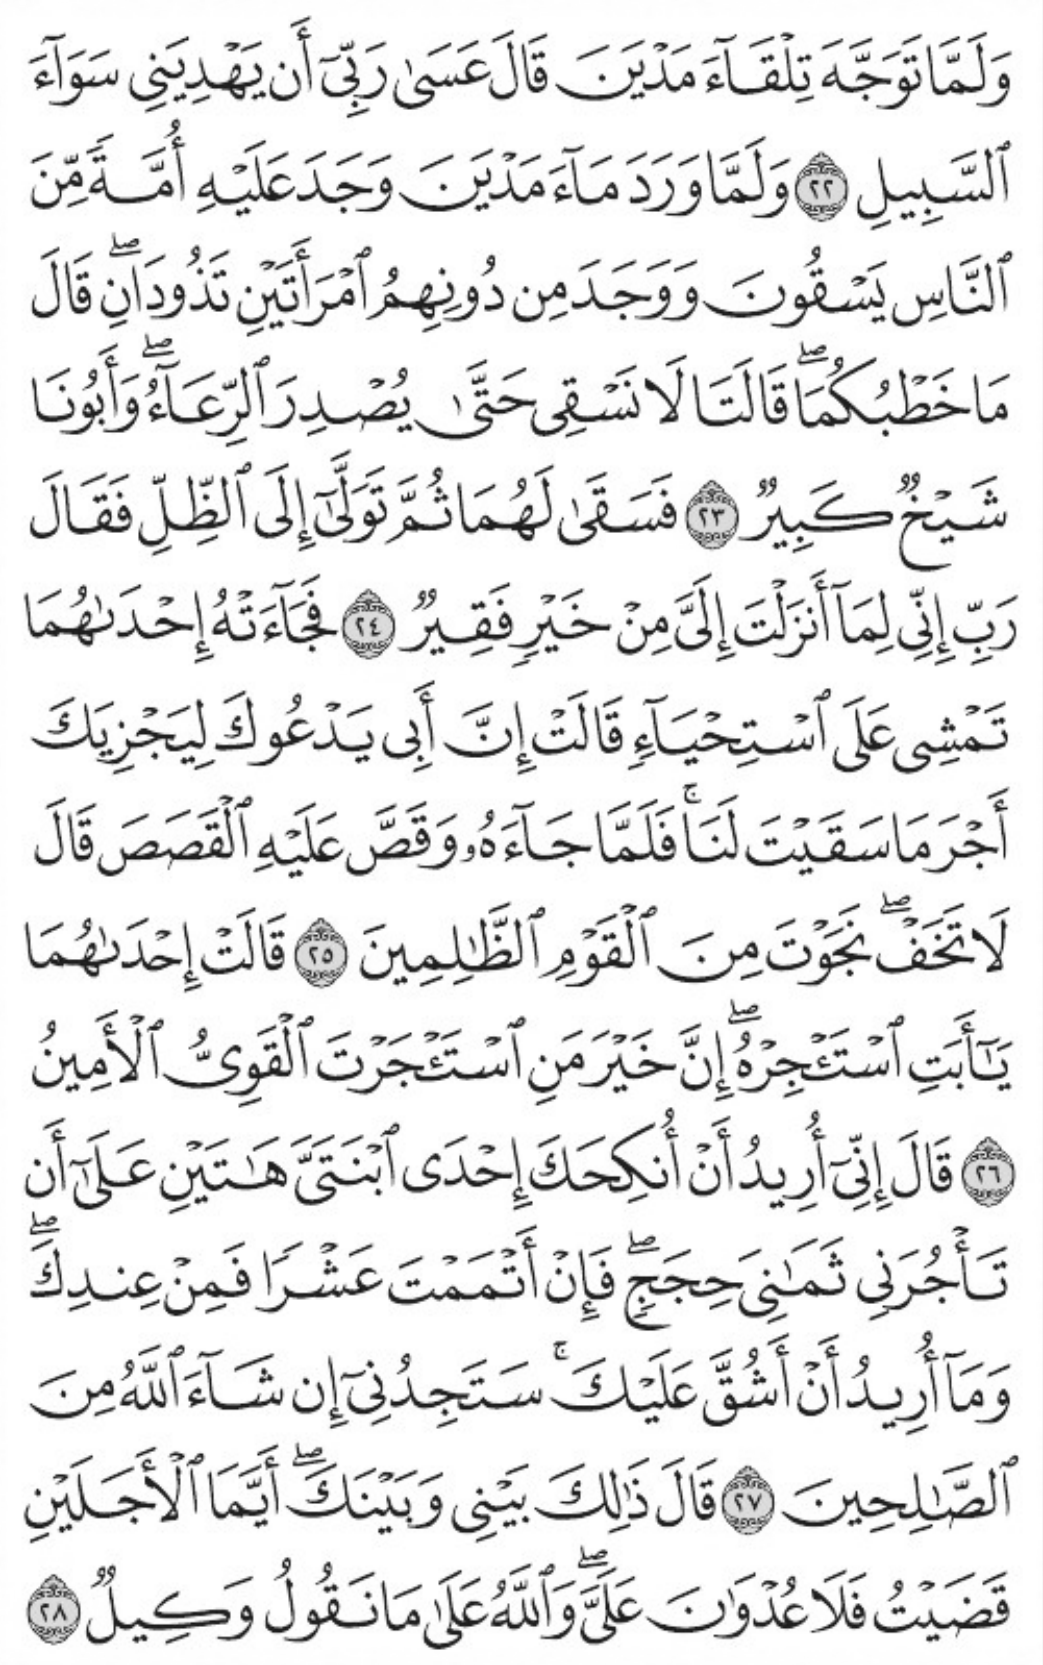 وَلَمَّا تَوَجَّهَ تِلْقَآءَ مَدْيَنَ قَالَ عَسَىٰ رَبِّىٓ أَن يَهْدِيَنِى سَوَآءَ
ٱلسَّبِيلِ ٢٢ وَلَمَّا وَرَدَ مَآءَ مَدْيَنَ وَجَدَ عَلَيْهِ أُمَّةً مِّنَ
ٱلنَّاسِ يَسْقُونَ وَوَجَدَ مِن دُونِهِمُ ٱمْرَأَتَيْنِ تَذُودَانِۖ قَالَ
مَا خَطْبُكُمَاۖ قَالَتَا لَا نَسْقِى حَتَّىٰ يُصْدِرَ ٱلرِّعَآءُۖ وَأَبُونَا
شَيْخٌ كَبِيرٌ ٢٣ فَسَقَىٰ لَهُمَا ثُمَّ تَوَلَّىٰٓ إِلَى ٱلظِّلِّ فَقَالَ
رَبِّ إِنِّى لِمَآ أَنزَلْتَ إِلَىَّ مِنْ خَيْرٍ فَقِيرٌ ٢٤ فَجَآءَتْهُ إِحْدَىٰهُمَا
تَمْشِى عَلَى ٱسْتِحْيَآءٍ قَالَتْ إِنَّ أَبِى يَدْعُوكَ لِيَجْزِيَكَ
أَجْرَ مَا سَقَيْتَ لَنَاۚ فَلَمَّا جَآءَهُۥ وَقَصَّ عَلَيْهِ ٱلْقَصَصَ قَالَ
لَا تَخَفْۖ نَجَوْتَ مِنَ ٱلْقَوْمِ ٱلظَّٰلِمِينَ ٢٥ قَالَتْ إِحْدَىٰهُمَا
يَٰٓأَبَتِ ٱسْتَـْٔجِرْهُۖ إِنَّ خَيْرَ مَنِ ٱسْتَـْٔجَرْتَ ٱلْقَوِىُّ ٱلْأَمِينُ
٢٦ قَالَ إِنِّىٓ أُرِيدُ أَنْ أُنكِحَكَ إِحْدَى ٱبْنَتَىَّ هَٰتَيْنِ عَلَىٰٓ أَن
تَأْجُرَنِى ثَمَٰنِىَ حِجَجٍۖ فَإِنْ أَتْمَمْتَ عَشْرًا فَمِنْ عِندِكَۖ
وَمَآ أُرِيدُ أَنْ أَشُقَّ عَلَيْكَۚ سَتَجِدُنِىٓ إِن شَآءَ ٱللَّهُ مِنَ
ٱلصَّٰلِحِينَ ٢٧ قَالَ ذَٰلِكَ بَيْنِى وَبَيْنَكَۖ أَيَّمَا ٱلْأَجَلَيْنِ
قَضَيْتُ فَلَا عُدْوَٰنَ عَلَىَّۖ وَٱللَّهُ عَلَىٰ مَا نَقُولُ وَكِيلٌ ٢٨